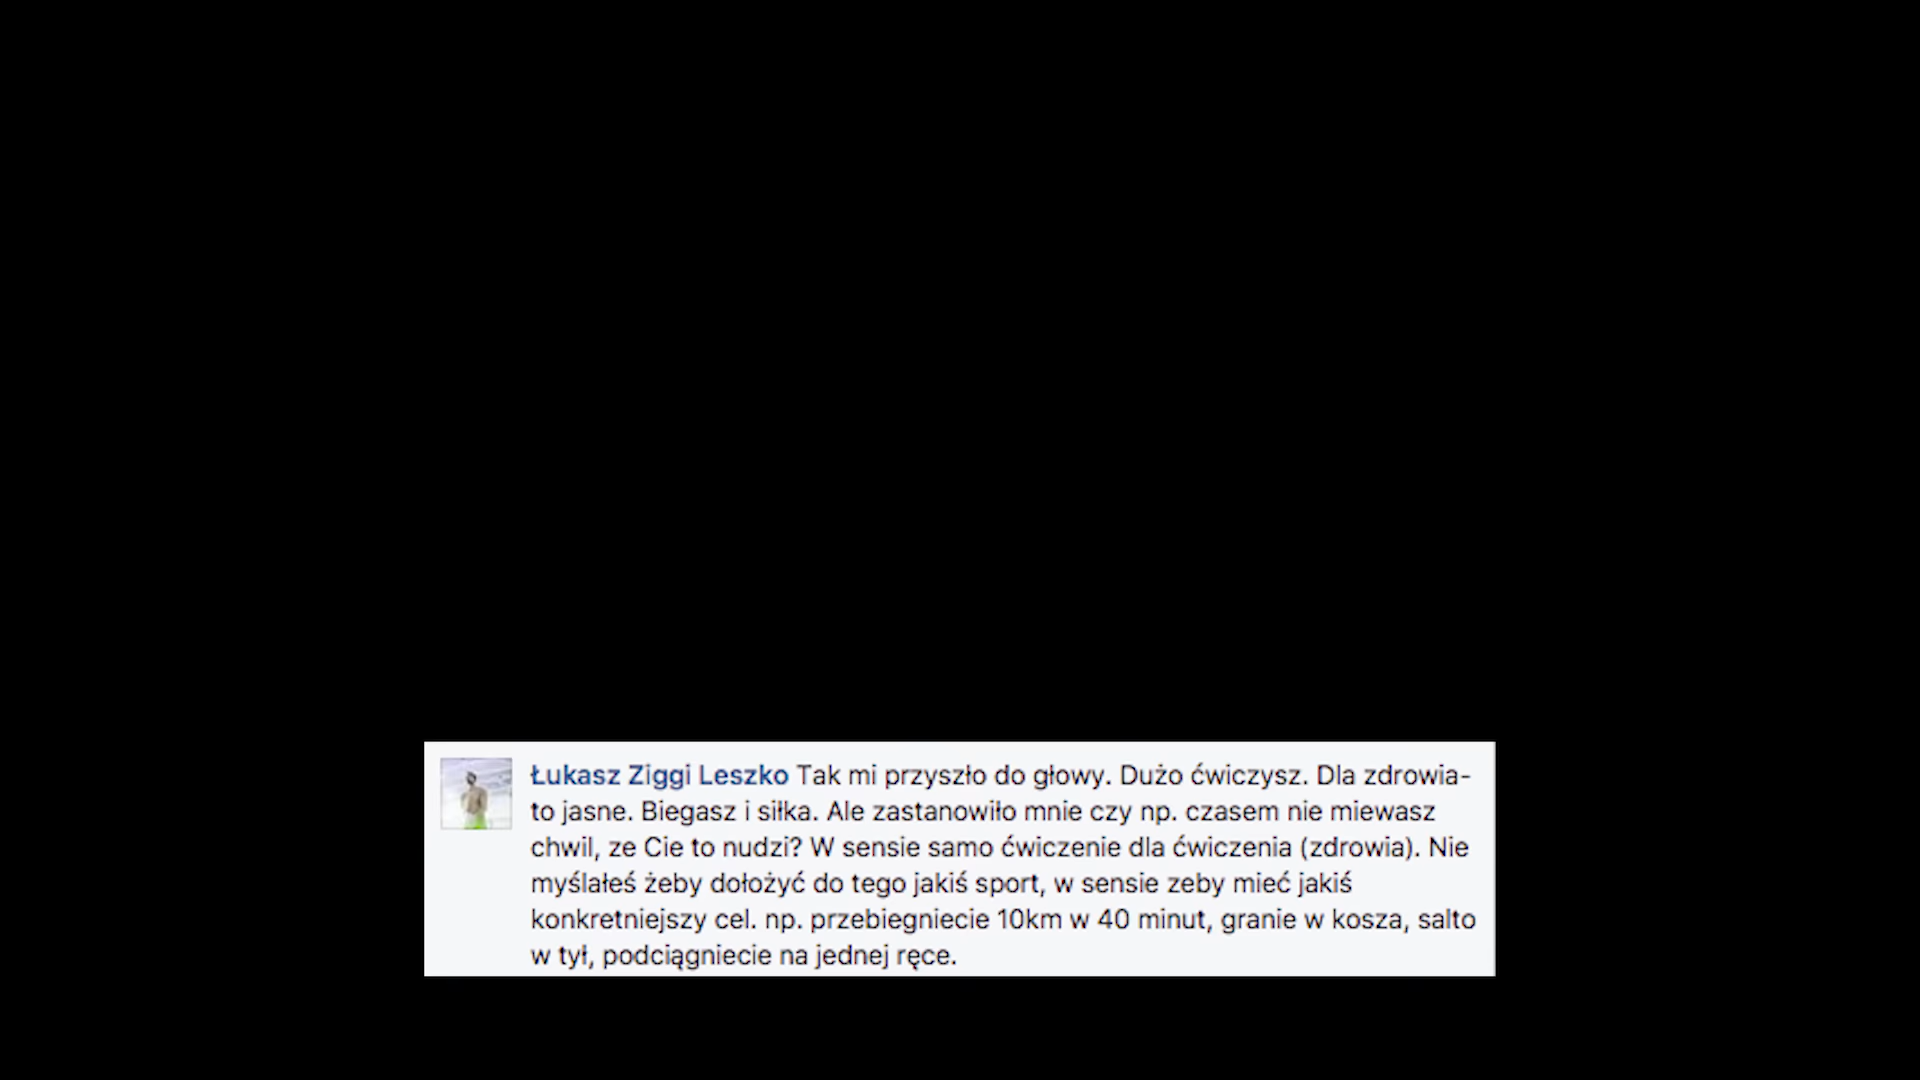 Łukasz Ziggi Leszko Tak mi przyszło do głowy. Dużo ćwiczysz. Dla zdrowia-
to jasne. Biegasz i siłka. Ale zastanowiło mnie czy np. czasem nie miewasz
chwil, ze Cie to nudzi? W sensie samo ćwiczenie dla ćwiczenia (zdrowia). Nie
myślałeś żeby dołożyć do tego jakiś sport, w sensie zeby mieć jakiś
konkretniejszy cel. np. przebiegniecie 10km w 40 minut, granie w kosza, salto
w tył, podciągniecie na jednej ręce.